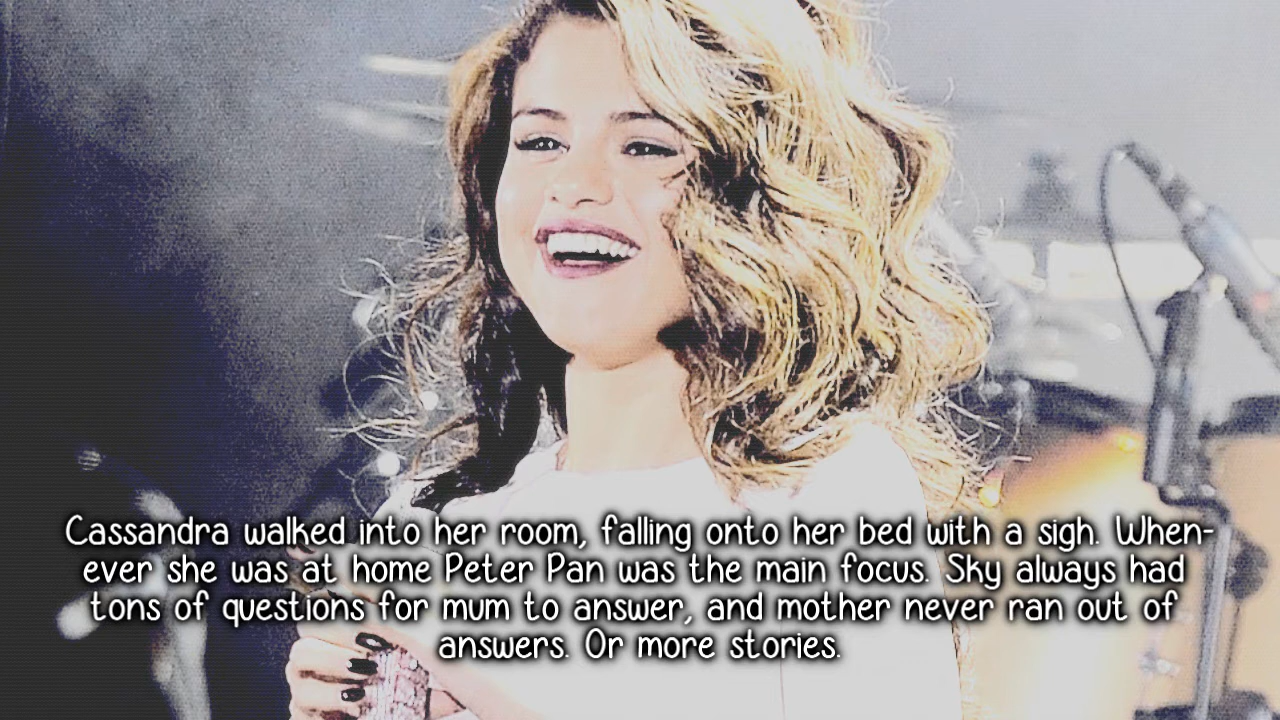 Cassandra walked into her room, falling onto her bed with a sigh. When-
ever she was at home Peter Pan was the main focus. Sky always had
tons of questions for mum to answer, and mother never ran out of
answers. Or more stories.